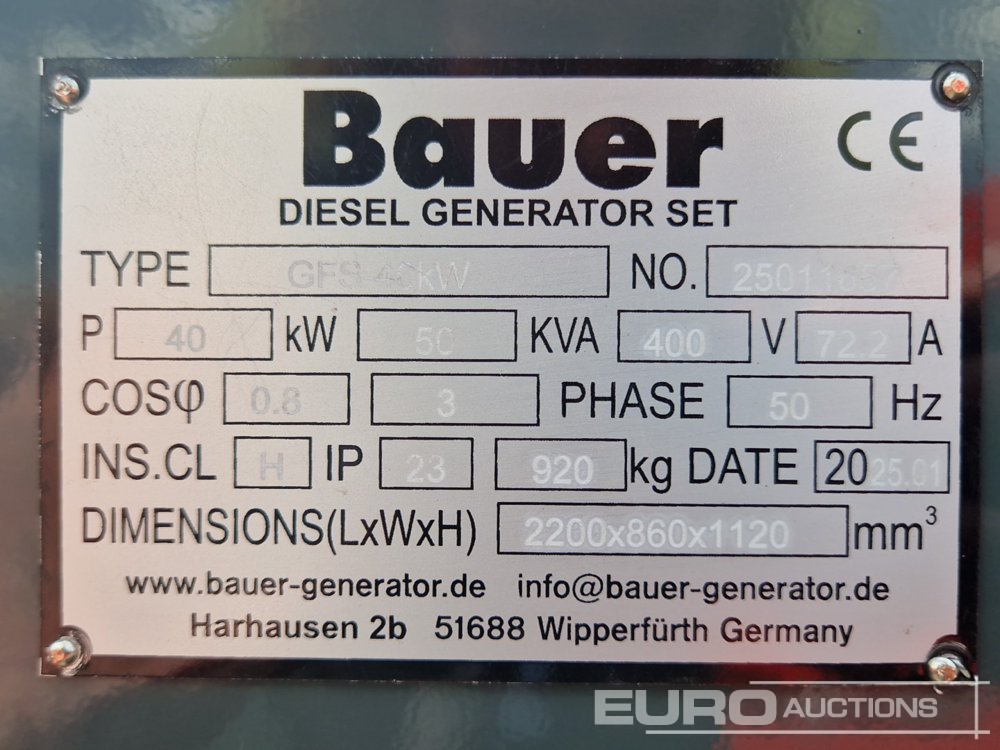 Bauer CE
DIESEL GENERATOR SET
TYPE GFS-40kW NO.
P 40 kW 50 KVA 400 V 72.2 A
COSφ 0.8 3 PHASE 50 Hz
INS.CL H IP 23 920 kg DATE 2025.01
DIMENSIONS(LxWxH) 2200x860x1120 mm³
www.bauer-generator.de info@bauer-generator.de
Harhausen 2b 51688 Wipperfürth Germany
EURO AUCTIONS